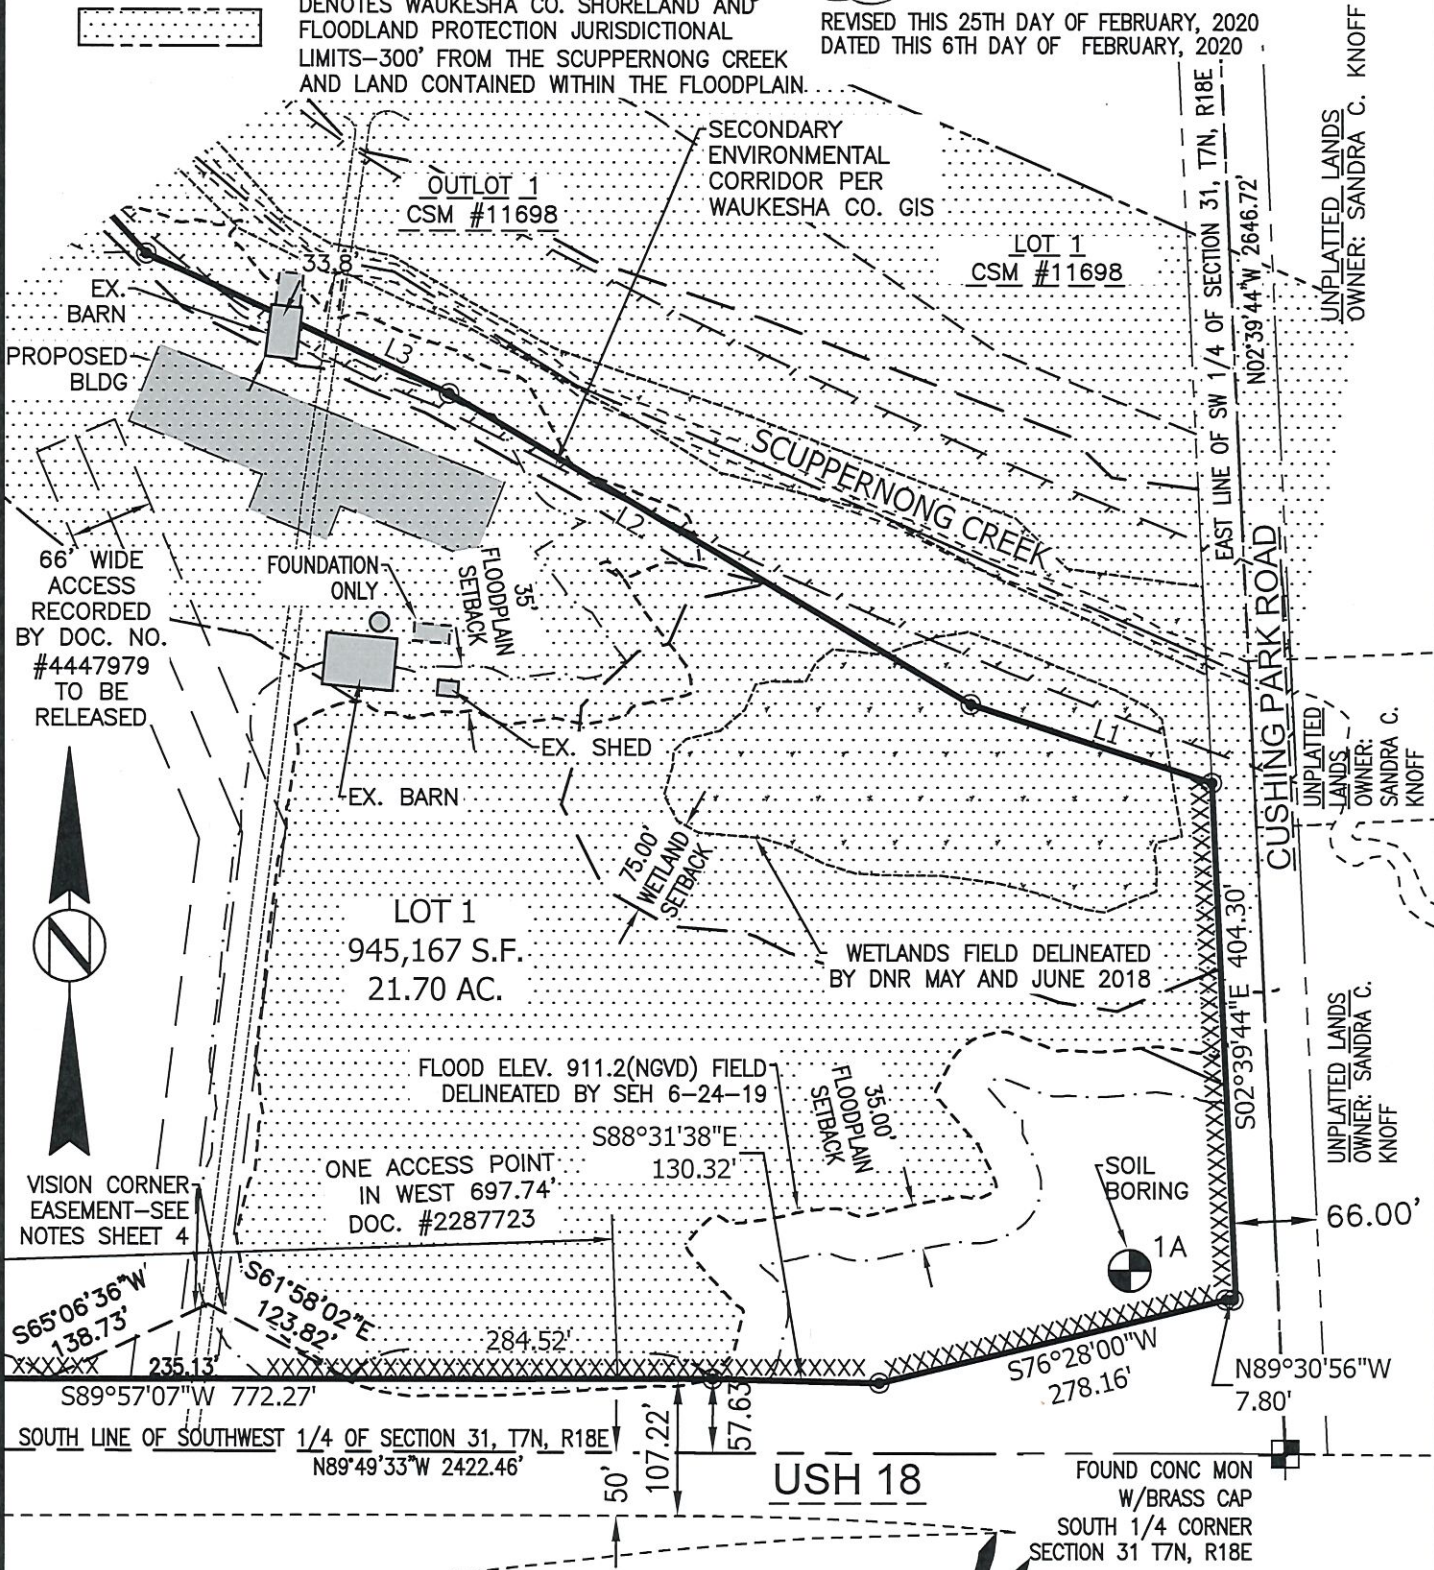 DENOTES WAUKESHA CO. SHORELAND AND
FLOODLAND PROTECTION JURISDICTIONAL
LIMITS-300' FROM THE SCUPPERNONG CREEK
AND LAND CONTAINED WITHIN THE FLOODPLAIN
REVISED THIS 25TH DAY OF FEBRUARY, 2020
DATED THIS 6TH DAY OF FEBRUARY, 2020
SECONDARY
ENVIRONMENTAL
CORRIDOR PER
WAUKESHA CO. GIS
OUTLOT 1
CSM #11698
LOT 1
CSM #11698
EAST LINE OF SW 1/4 OF SECTION 31, T7N, R18E
N02°39'44"W 2646.72'
UNPLATTED LANDS
OWNER: SANDRA C. KNOFF
33.8'
EX.
BARN
PROPOSED
BLDG
L3
L2
L1
SCUPPERNONG CREEK
CUSHING PARK ROAD
66' WIDE
ACCESS
RECORDED
BY DOC. NO.
#4447979
TO BE
RELEASED
FOUNDATION
ONLY
35'
FLOODPLAIN
SETBACK
EX. SHED
EX. BARN
UNPLATTED
LANDS
OWNER:
SANDRA C.
KNOFF
75.00'
WETLAND
SETBACK
N
LOT 1
945,167 S.F.
21.70 AC.
WETLANDS FIELD DELINEATED
BY DNR MAY AND JUNE 2018
S02°39'44"E 404.30'
UNPLATTED LANDS
OWNER: SANDRA C.
KNOFF
FLOOD ELEV. 911.2(NGVD) FIELD
DELINEATED BY SEH 6-24-19
35.00'
FLOODPLAIN
SETBACK
S88°31'38"E
130.32'
ONE ACCESS POINT
IN WEST 697.74'
DOC. #2287723
VISION CORNER
EASEMENT-SEE
NOTES SHEET 4
SOIL
BORING
1A
66.00'
S65°06'36"W
138.73'
S61°58'02"E
123.82'
284.52'
235.13'
S89°57'07"W 772.27'
S76°28'00"W
278.16'
N89°30'56"W
7.80'
57.63'
107.22'
50'
SOUTH LINE OF SOUTHWEST 1/4 OF SECTION 31, T7N, R18E
N89°49'33"W 2422.46'
USH 18
FOUND CONC MON
W/BRASS CAP
SOUTH 1/4 CORNER
SECTION 31 T7N, R18E